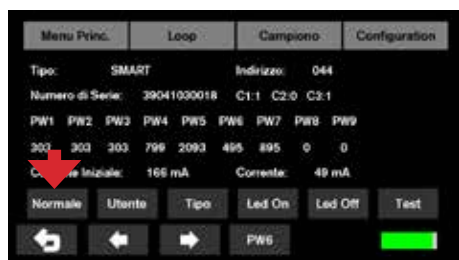 Menu Princ. Loop Campiono Configuration
Tipo: SMART Indirizzo: 044
Numero di Serie: 39041030018 C1:1 C2:0 C3:1
PW1 PW2 PW3 PW4 PW5 PW6 PW7 PW8 PW9
303 303 303 799 2093 495 895 0 0
Iniziale: 166 mA Corrente: 49 mA
Normale Utente Tipo Led On Led Off Test
PW6